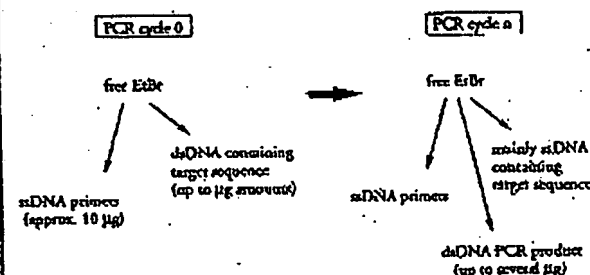 PCR cycle 0
free EtBr
ssDNA primers
(approx. 10 µg)
dsDNA containing
target sequence
(up to µg amounts)
PCR cycle n
free EtBr
ssDNA primers
mainly ssDNA
containing
target sequence
dsDNA PCR product
(up to several µg)